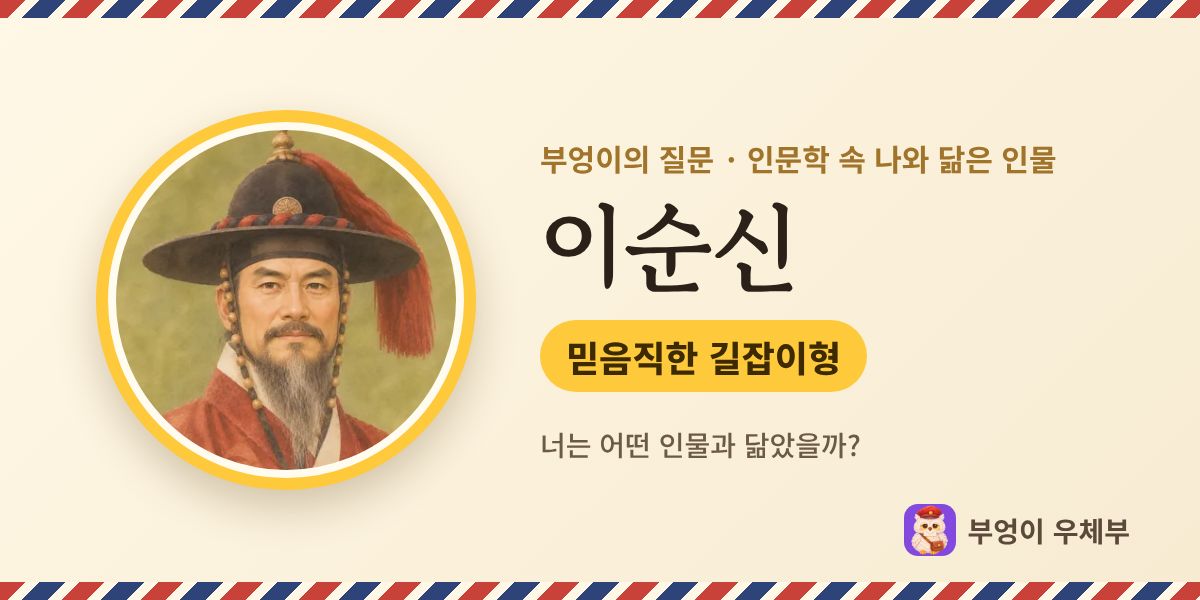 부엉이의 질문 · 인문학 속 나와 닮은 인물
이순신
믿음직한 길잡이형
너는 어떤 인물과 닮았을까?
부엉이 우체부